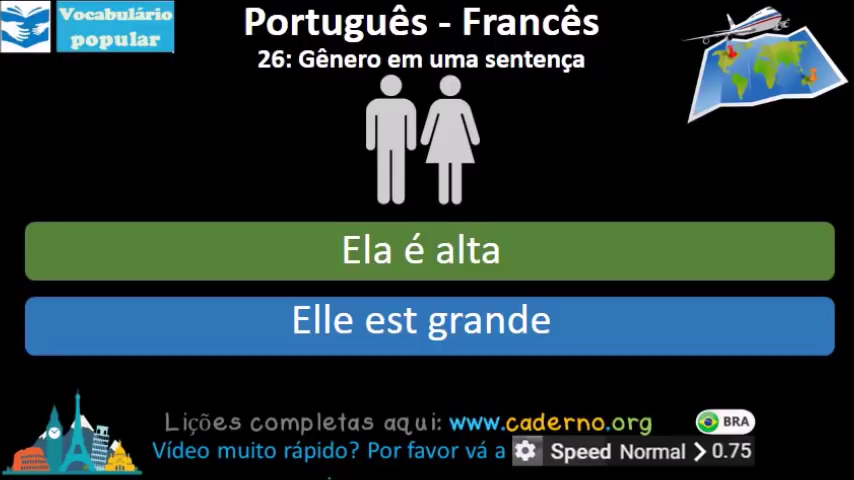 Vocabulário
popular
Português - Francês
26: Gênero em uma sentença
Ela é alta
Elle est grande
Lições completas aqui: www.caderno.org
BRA
Vídeo muito rápido? Por favor vá a Speed Normal > 0.75